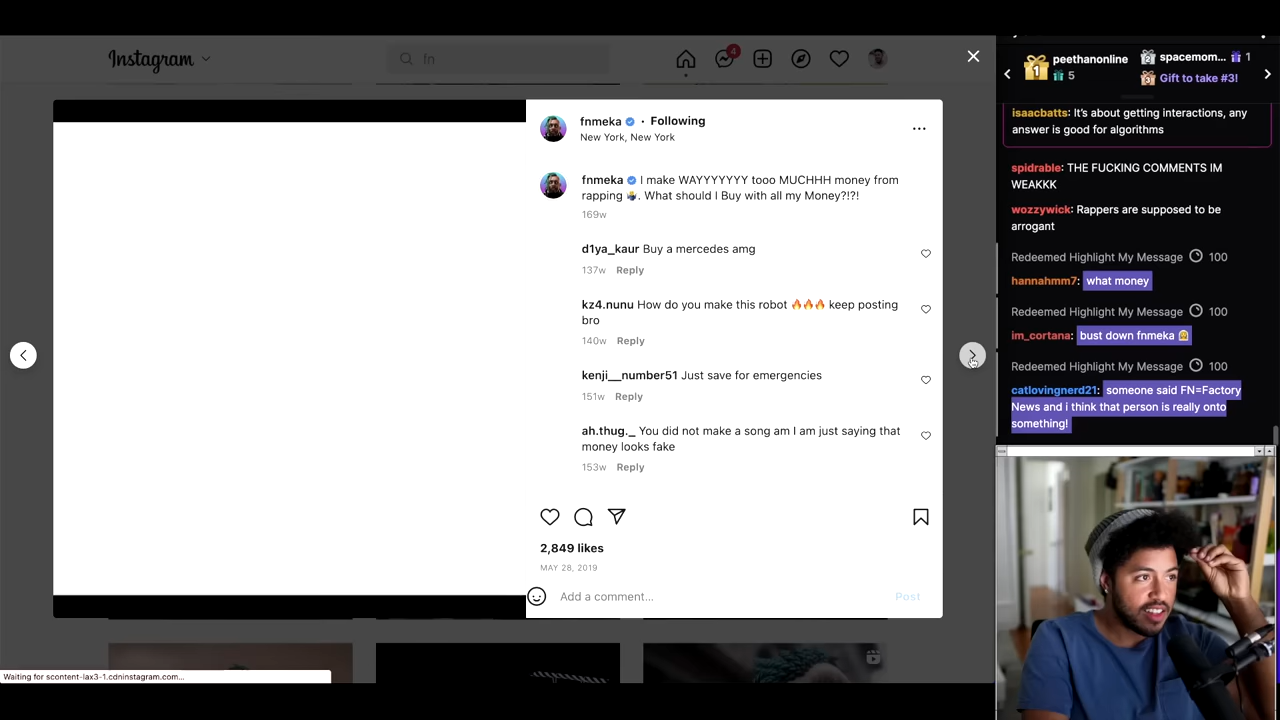 Instagram
fn
4
fnmeka • Following
New York, New York
fnmeka I make WAYYYYYYY tooo MUCHHH money from
rapping 🤹. What should I Buy with all my Money?!?!
169w
d1ya_kaur Buy a mercedes amg
137w Reply
kz4.nunu How do you make this robot 🔥🔥🔥 keep posting
bro
140w Reply
kenji__number51 Just save for emergencies
151w Reply
ah.thug._ You did not make a song am I am just saying that
money looks fake
153w Reply
2,849 likes
MAY 28, 2019
Add a comment...
Post
Waiting for scontent-lax3-1.cdninstagram.com...
1
peethanonline
5
2
spacemom...
1
3
Gift to take #3!
isaacbatts: It's about getting interactions, any
answer is good for algorithms
spidrable: THE FUCKING COMMENTS IM
WEAKKK
wozzywick: Rappers are supposed to be
arrogant
Redeemed Highlight My Message 100
hannahmm7: what money
Redeemed Highlight My Message 100
im_cortana: bust down fnmeka
Redeemed Highlight My Message 100
catlovingnerd21: someone said FN=Factory
News and i think that person is really onto
something!